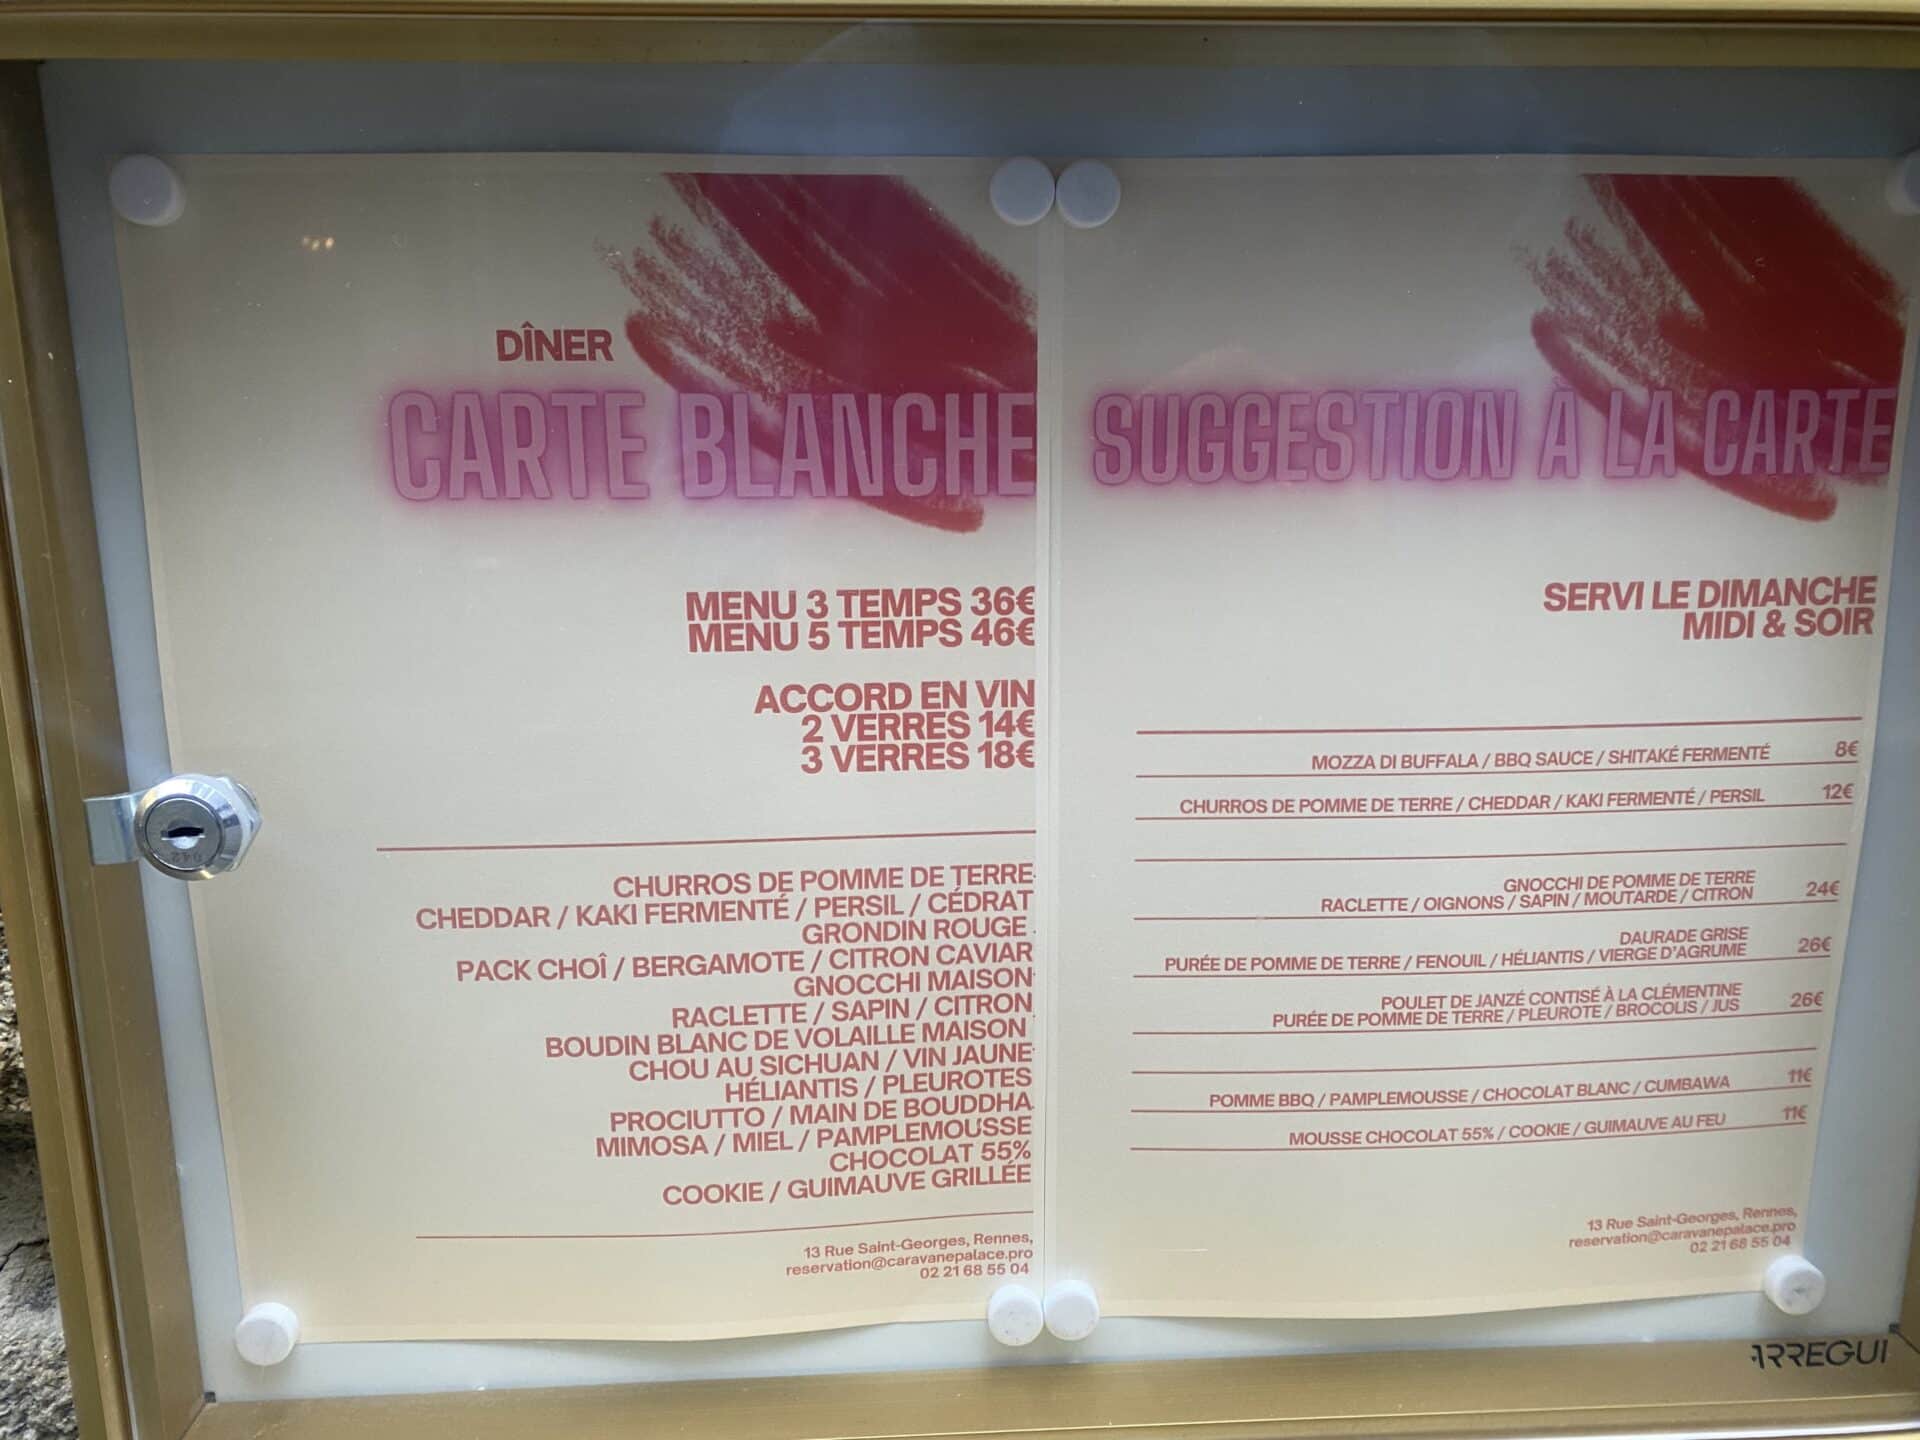 DÎNER
CARTE BLANCHE
MENU 3 TEMPS 36€
MENU 5 TEMPS 46€
ACCORD EN VIN
2 VERRES 14€
3 VERRES 18€
CHURROS DE POMME DE TERRE
CHEDDAR / KAKI FERMENTÉ / PERSIL / CÉDRAT
GRONDIN ROUGE
PACK CHOÎ / BERGAMOTE / CITRON CAVIAR
GNOCCHI MAISON
RACLETTE / SAPIN / CITRON
BOUDIN BLANC DE VOLAILLE MAISON
CHOU AU SICHUAN / VIN JAUNE
HÉLIANTIS / PLEUROTES
PROCIUTTO / MAIN DE BOUDDHA
MIMOSA / MIEL / PAMPLEMOUSSE
CHOCOLAT 55%
COOKIE / GUIMAUVE GRILLÉE
13 Rue Saint-Georges, Rennes,
reservation@caravanepalace.pro
02 21 68 55 04
SUGGESTION À LA CARTE
SERVI LE DIMANCHE
MIDI & SOIR
MOZZA DI BUFFALA / BBQ SAUCE / SHITAKÉ FERMENTÉ 8€
CHURROS DE POMME DE TERRE / CHEDDAR / KAKI FERMENTÉ / PERSIL 12€
GNOCCHI DE POMME DE TERRE
RACLETTE / OIGNONS / SAPIN / MOUTARDE / CITRON 24€
DAURADE GRISE
PURÉE DE POMME DE TERRE / FENOUIL / HÉLIANTIS / VIERGE D'AGRUME 26€
POULET DE JANZÉ CONTISÉ À LA CLÉMENTINE
PURÉE DE POMME DE TERRE / PLEUROTE / BROCOLIS / JUS 26€
POMME BBQ / PAMPLEMOUSSE / CHOCOLAT BLANC / CUMBAWA 11€
MOUSSE CHOCOLAT 55% / COOKIE / GUIMAUVE AU FEU 11€
13 Rue Saint-Georges, Rennes,
reservation@caravanepalace.pro
02 21 68 55 04
ARREGUI
042